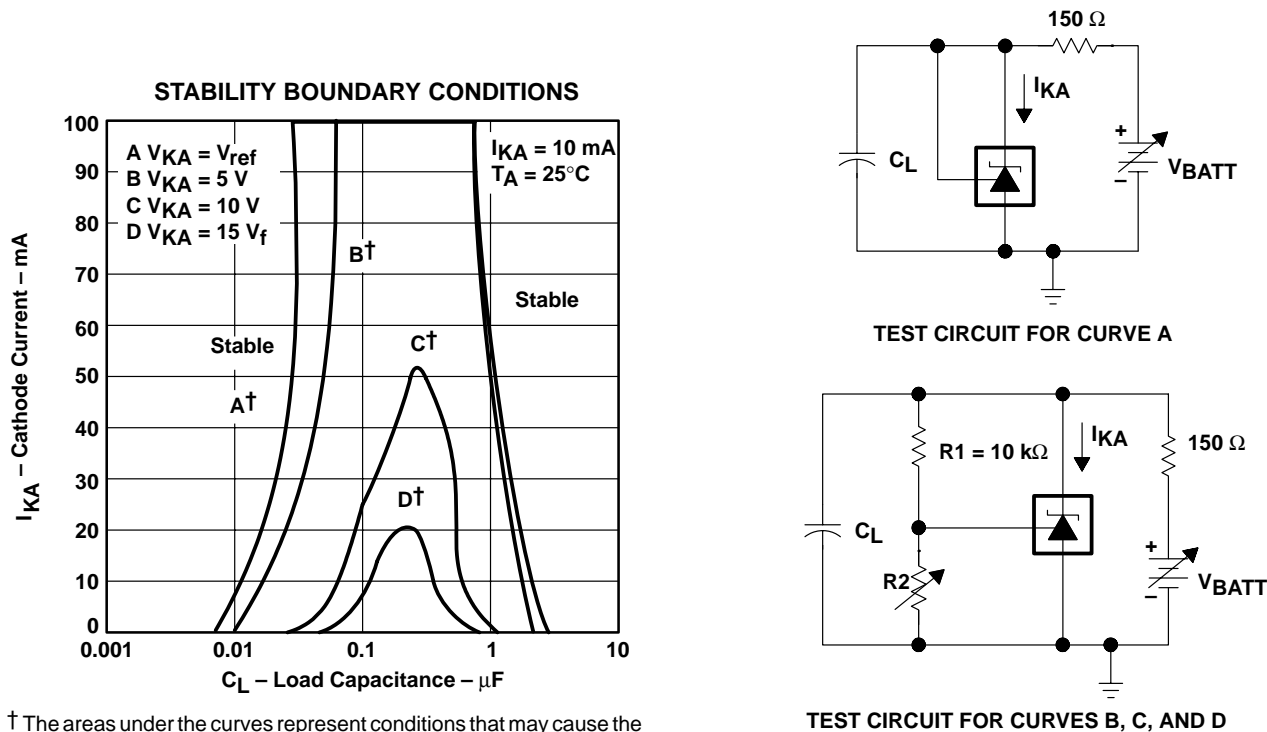 STABILITY BOUNDARY CONDITIONS
A VKA = Vref
B VKA = 5 V
C VKA = 10 V
D VKA = 15 Vf
IKA = 10 mA
TA = 25°C
B†
Stable
Stable
C†
A†
D†
100
90
80
70
60
50
40
30
20
10
0
IKA – Cathode Current – mA
0.001
0.01
0.1
1
10
CL – Load Capacitance – μF
† The areas under the curves represent conditions that may cause the
150 Ω
IKA
CL
+
–
VBATT
TEST CIRCUIT FOR CURVE A
R1 = 10 kΩ
IKA
150 Ω
CL
R2
+
–
VBATT
TEST CIRCUIT FOR CURVES B, C, AND D